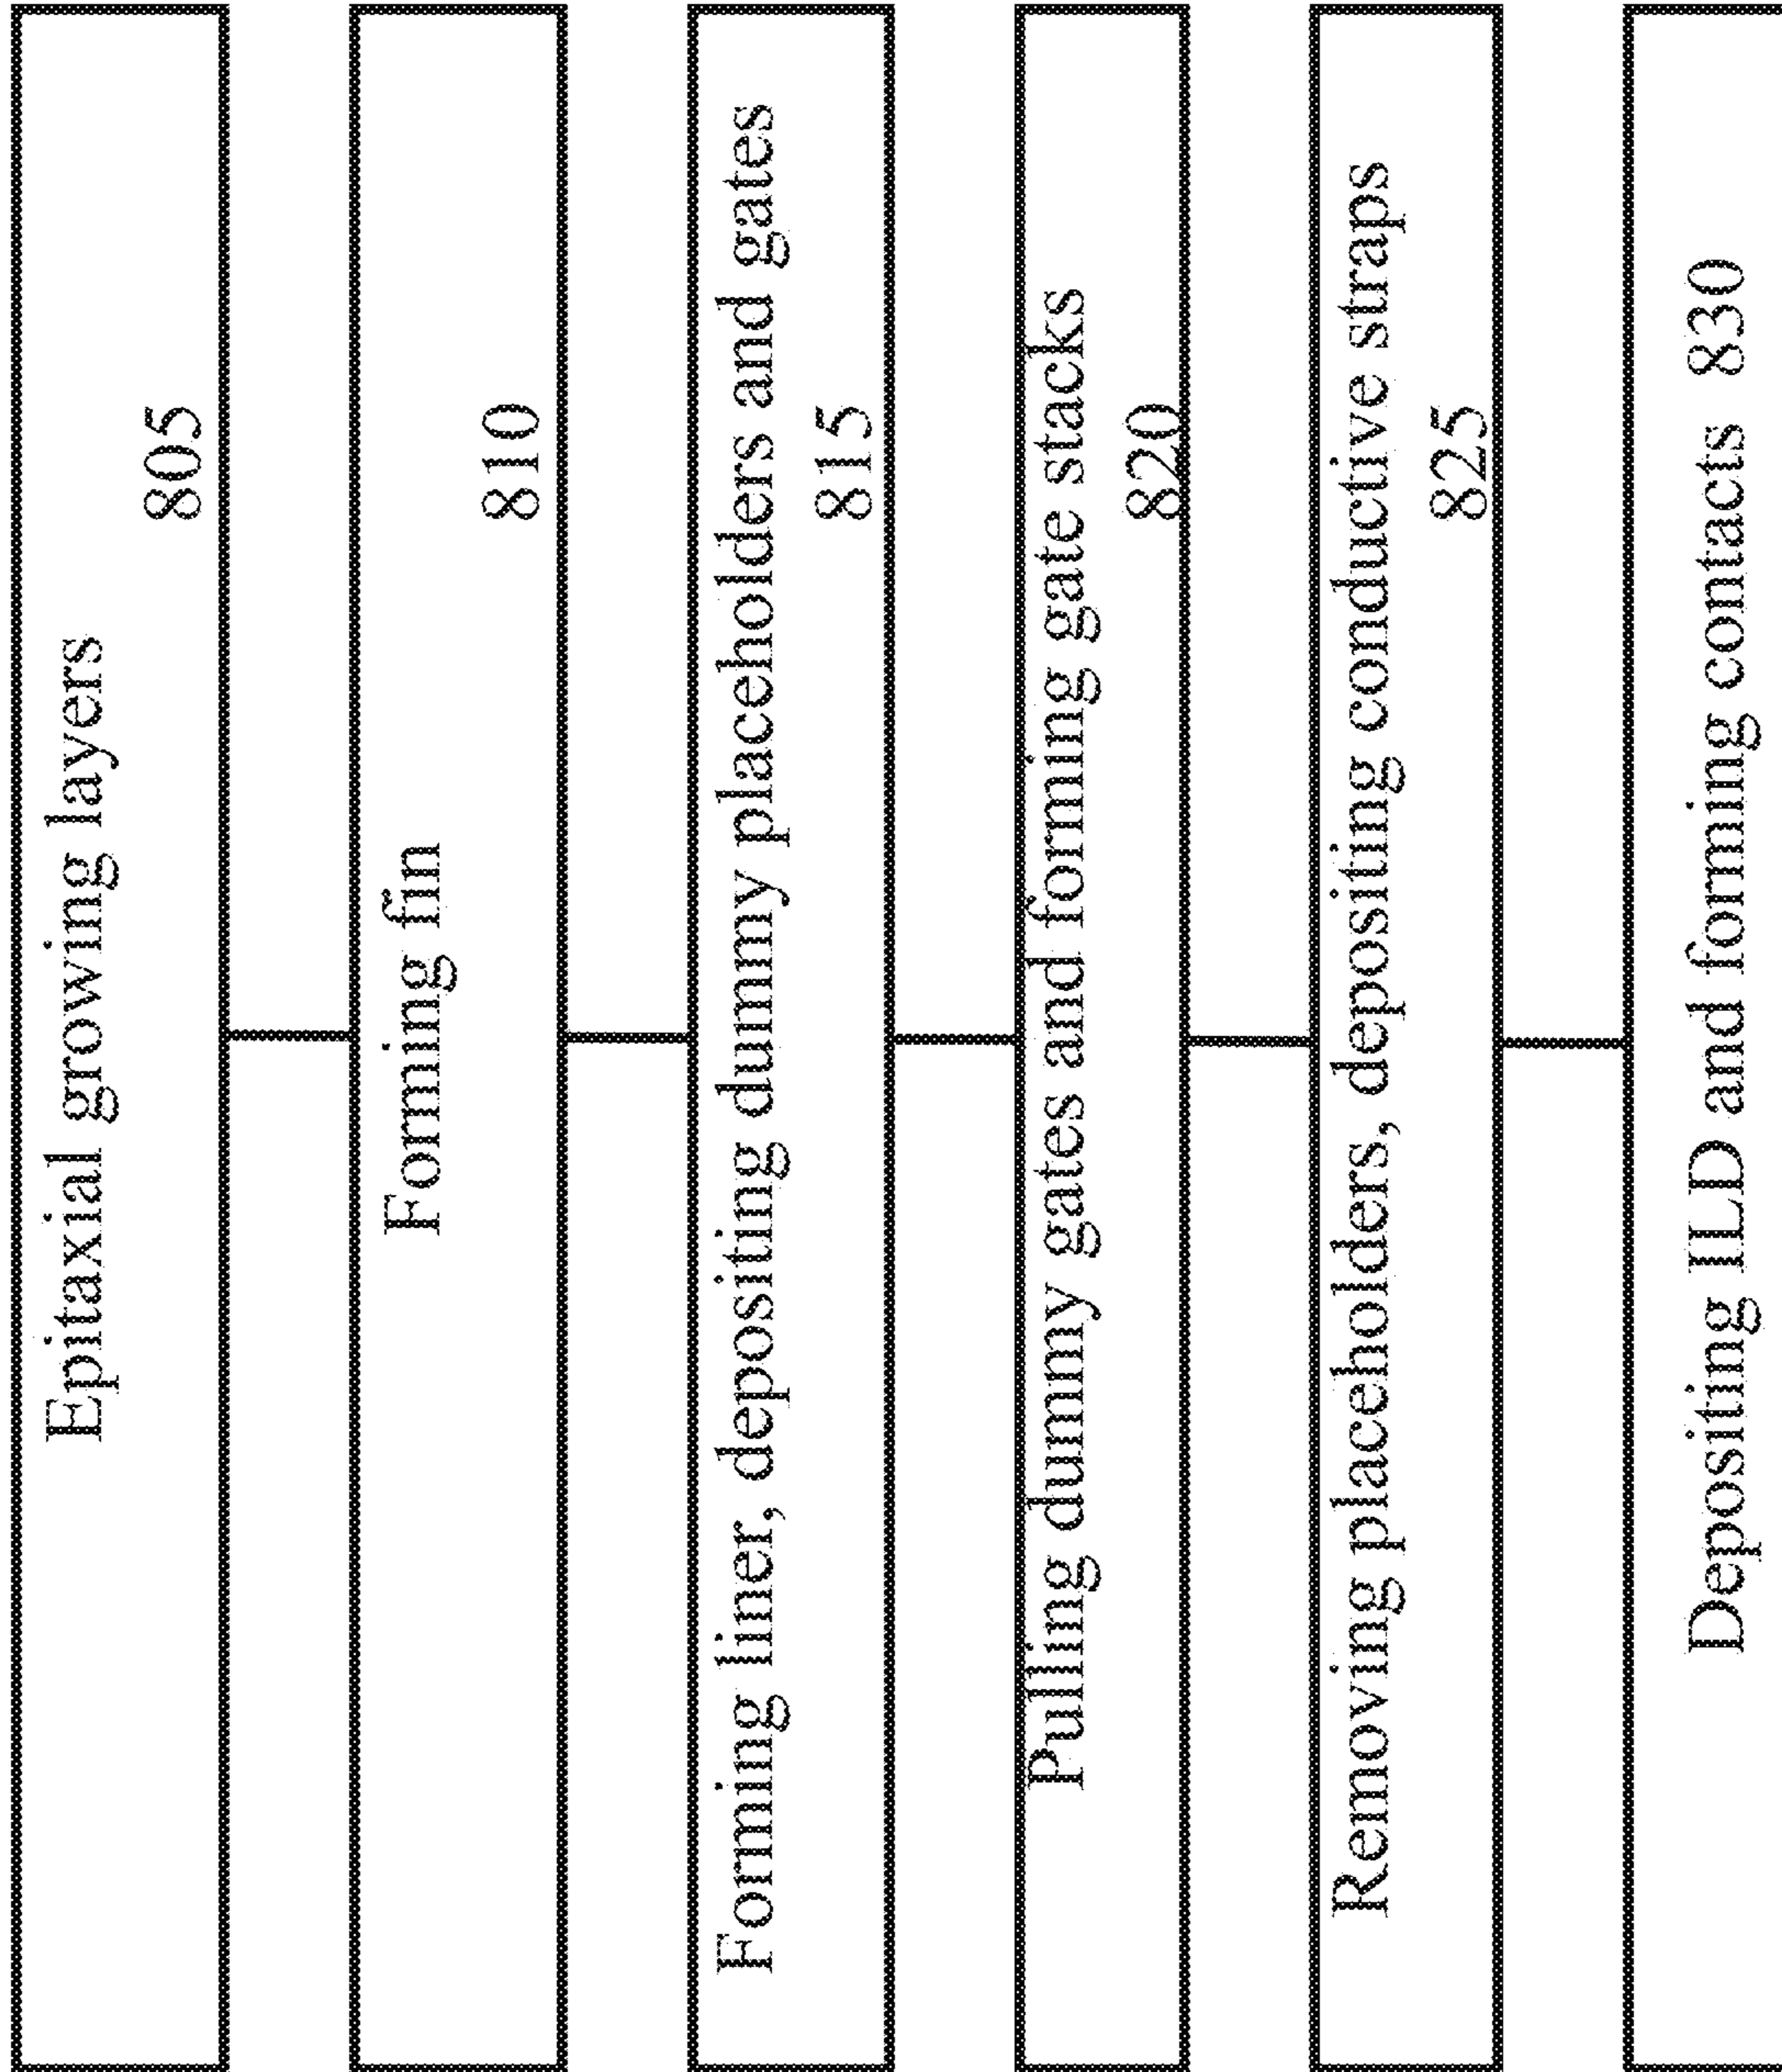 Epitaxial growing layers
805
Forming fin
810
Forming liner, depositing dummy placeholders and gates
815
Pulling dummy gates and forming gate stacks
820
Removing placeholders, depositing conductive straps
825
Depositing ILD and forming contacts 830